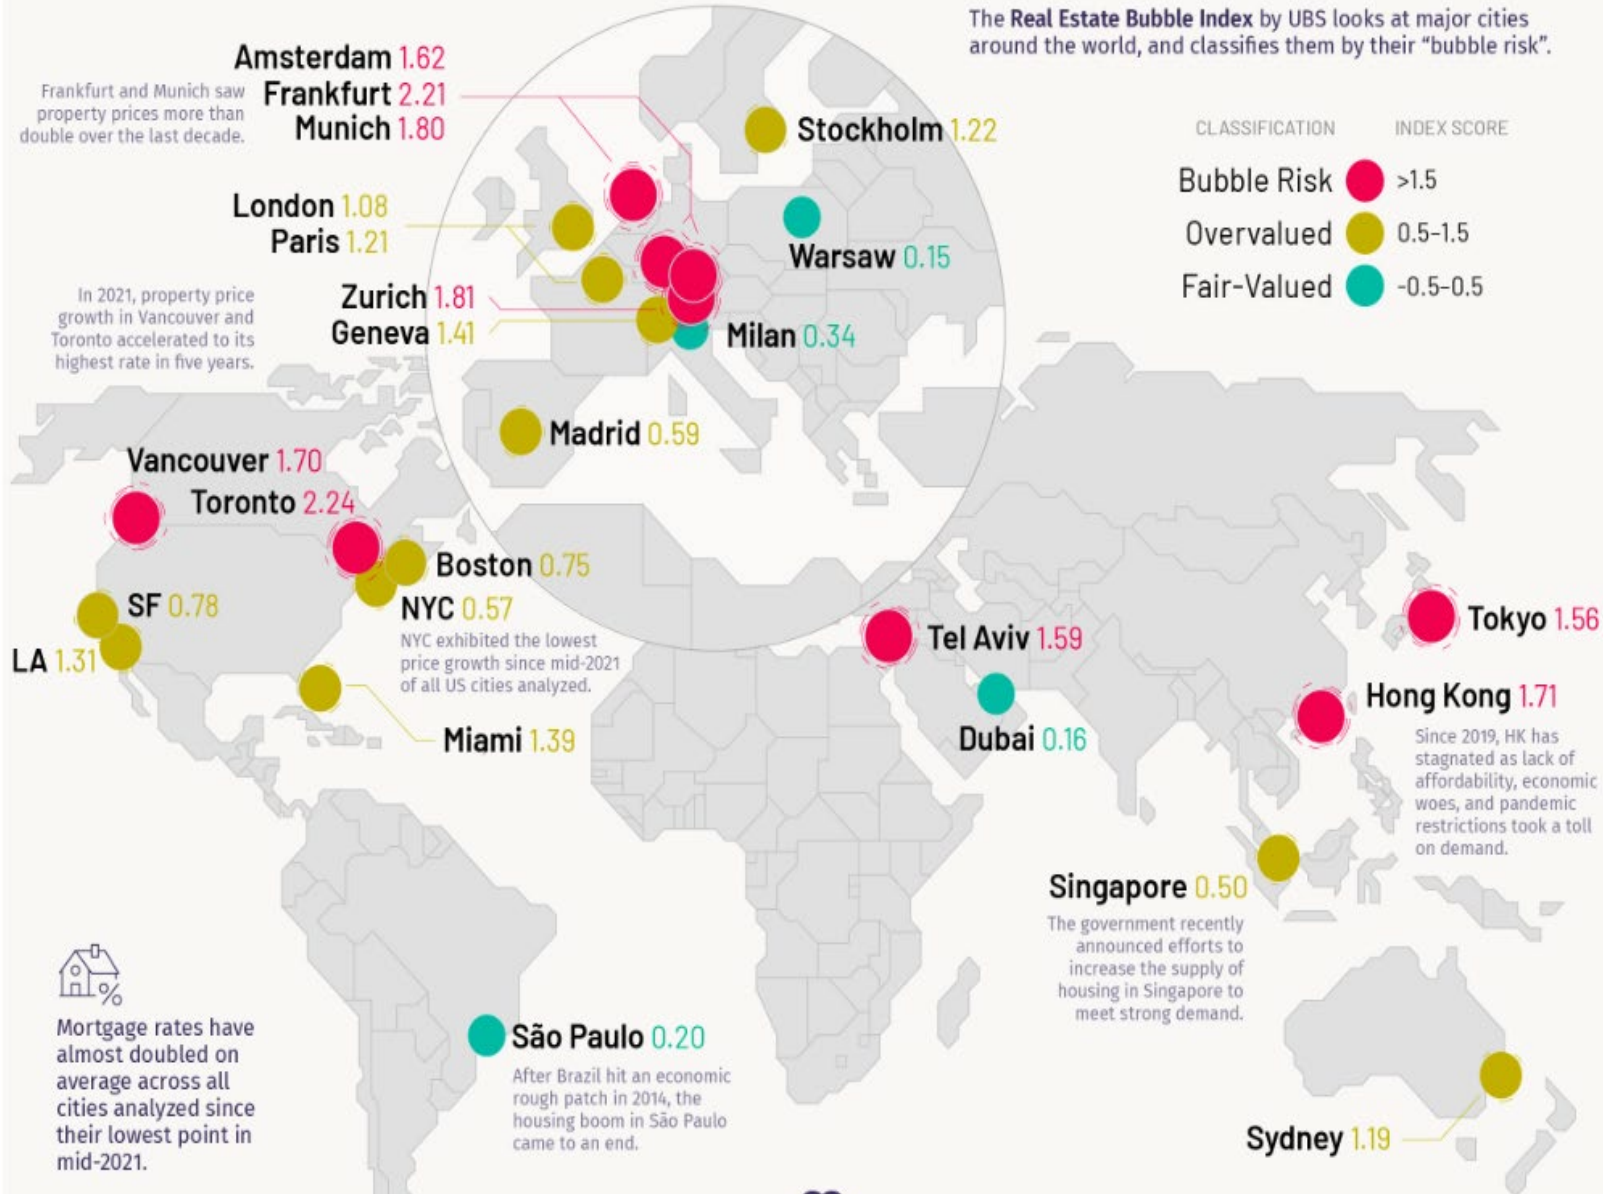 The Real Estate Bubble Index by UBS looks at major cities
around the world, and classifies them by their “bubble risk”.
CLASSIFICATION INDEX SCORE
Bubble Risk >1.5
Overvalued 0.5–1.5
Fair-Valued -0.5–0.5
Amsterdam 1.62
Frankfurt 2.21
Munich 1.80
Frankfurt and Munich saw
property prices more than
double over the last decade.
Stockholm 1.22
London 1.08
Paris 1.21
Warsaw 0.15
Zurich 1.81
Geneva 1.41
Milan 0.34
In 2021, property price
growth in Vancouver and
Toronto accelerated to its
highest rate in five years.
Madrid 0.59
Vancouver 1.70
Toronto 2.24
Boston 0.75
SF 0.78
NYC 0.57
NYC exhibited the lowest
price growth since mid-2021
of all US cities analyzed.
LA 1.31
Miami 1.39
Tel Aviv 1.59
Dubai 0.16
Tokyo 1.56
Hong Kong 1.71
Since 2019, HK has
stagnated as lack of
affordability, economic
woes, and pandemic
restrictions took a toll
on demand.
Singapore 0.50
The government recently
announced efforts to
increase the supply of
housing in Singapore to
meet strong demand.
%
Mortgage rates have
almost doubled on
average across all
cities analyzed since
their lowest point in
mid-2021.
São Paulo 0.20
After Brazil hit an economic
rough patch in 2014, the
housing boom in São Paulo
came to an end.
Sydney 1.19